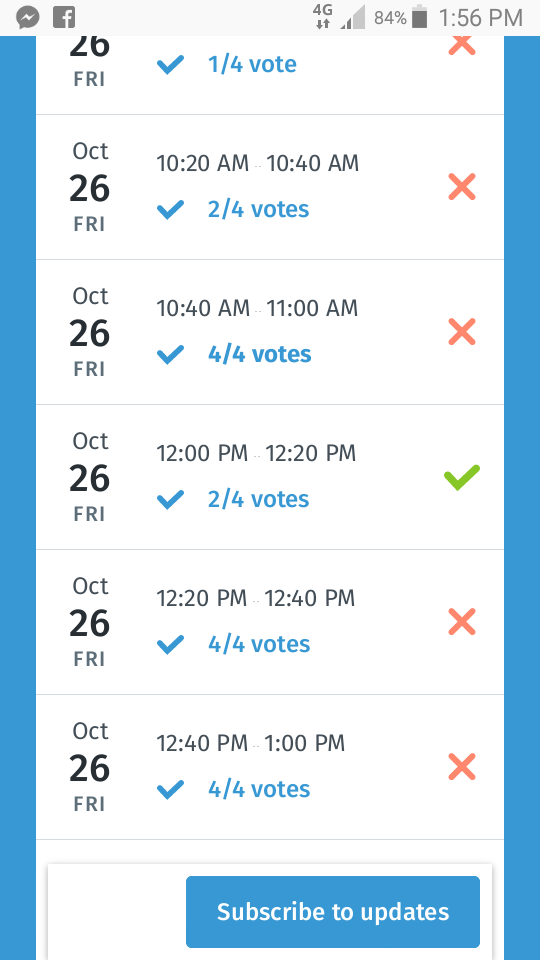 4G 84% 1:56 PM
26
FRI
1/4 vote
Oct
26
FRI
10:20 AM - 10:40 AM
2/4 votes
Oct
26
FRI
10:40 AM - 11:00 AM
4/4 votes
Oct
26
FRI
12:00 PM - 12:20 PM
2/4 votes
Oct
26
FRI
12:20 PM - 12:40 PM
4/4 votes
Oct
26
FRI
12:40 PM - 1:00 PM
4/4 votes
Subscribe to updates